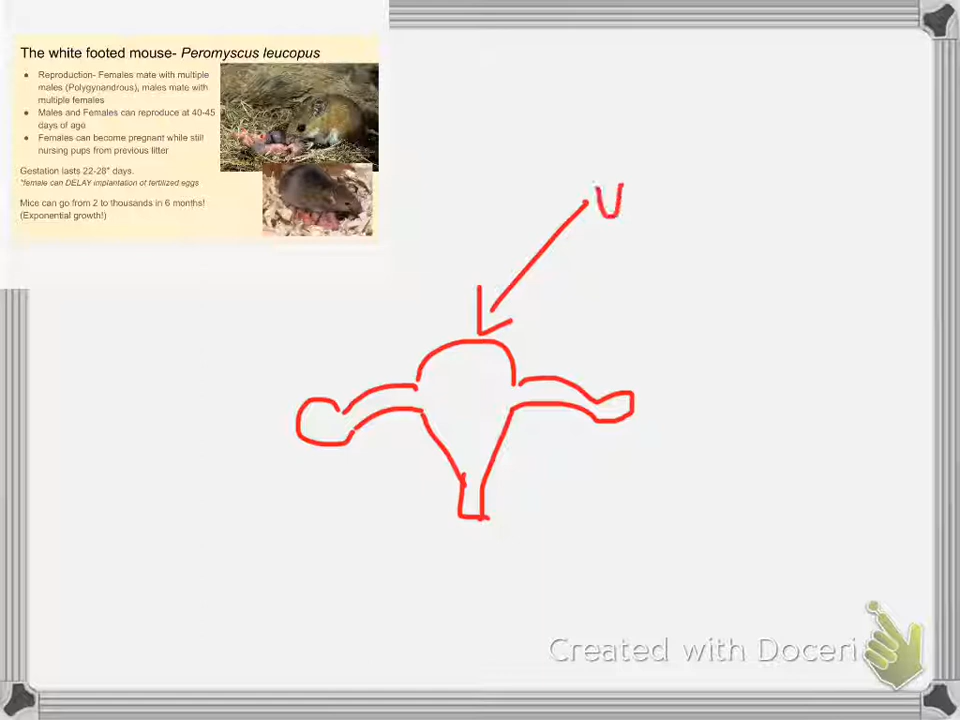 The white footed mouse- Peromyscus leucopus
● Reproduction- Females mate with multiple
males (Polygynandrous), males mate with
multiple females
● Males and Females can reproduce at 40-45
days of age
● Females can become pregnant while still
nursing pups from previous litter
Gestation lasts 22-28* days.
*female can DELAY implantation of fertilized eggs
Mice can go from 2 to thousands in 6 months!
(Exponential growth!)
U
Created with Doceri